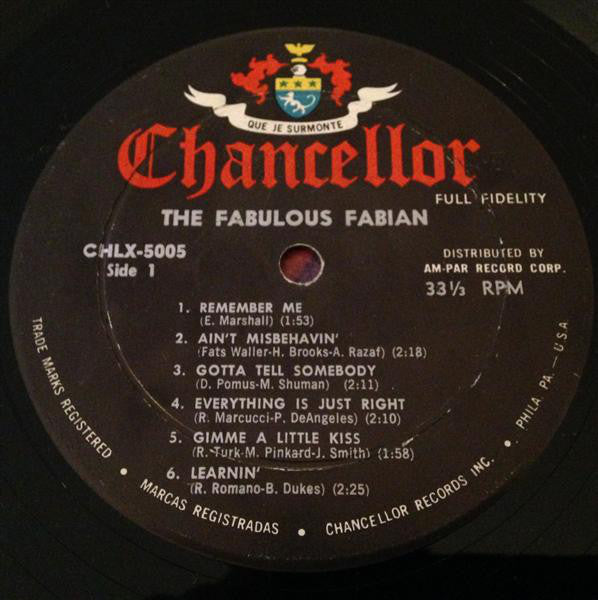 QUE JE SURMONTE
Chancellor
FULL FIDELITY
THE FABULOUS FABIAN
CHLX-5005
Side 1
DISTRIBUTED BY
AM-PAR RECORD CORP.
33⅓ RPM
1. REMEMBER ME
(E. Marshall) (1:53)
2. AIN'T MISBEHAVIN'
(Fats Waller-H. Brooks-A. Razaf) (2:18)
3. GOTTA TELL SOMEBODY
(D. Pomus-M. Shuman) (2:11)
4. EVERYTHING IS JUST RIGHT
(R. Marcucci-P. DeAngeles) (2:10)
5. GIMME A LITTLE KISS
(R. Turk-M. Pinkard-J. Smith) (1:58)
6. LEARNIN'
(R. Romano-B. Dukes) (2:25)
TRADE MARKS REGISTERED • MARCAS REGISTRADAS • CHANCELLOR RECORDS INC. • PHILA. PA. — U.S.A.